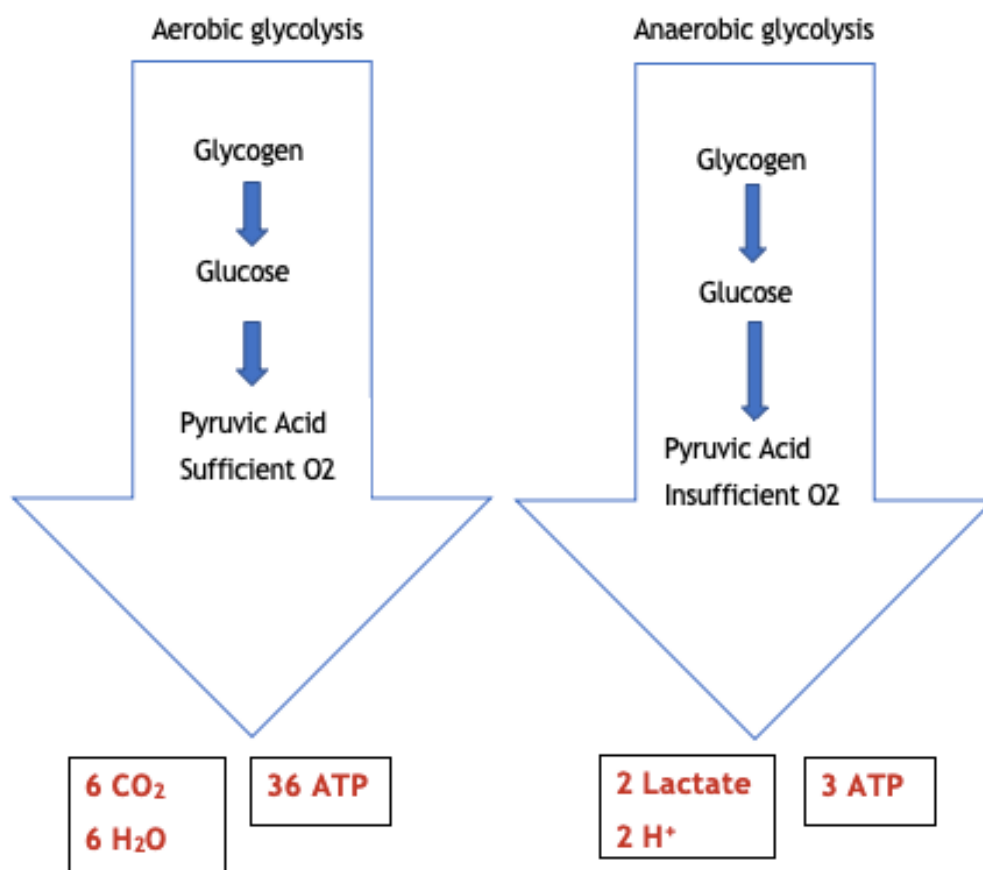 Aerobic glycolysis
Glycogen
Glucose
Pyruvic Acid
Sufficient O2
6 CO₂
6 H₂O
36 ATP
Anaerobic glycolysis
Glycogen
Glucose
Pyruvic Acid
Insufficient O2
2 Lactate
2 H⁺
3 ATP